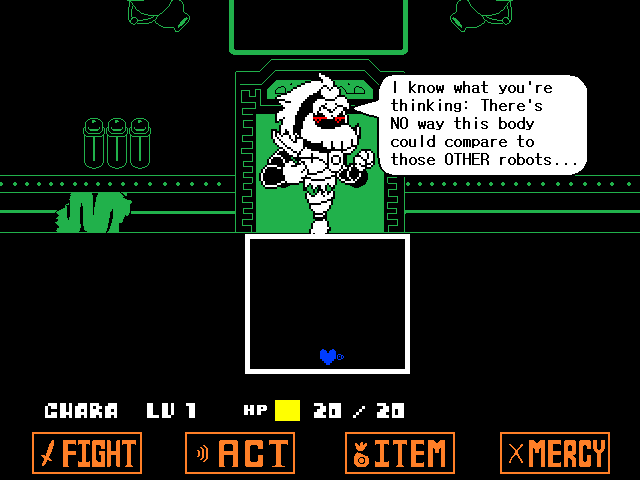 I know what you're
thinking: There's
NO way this body
could compare to
those OTHER robots...
CHARA LV 1 HP 20 / 20
FIGHT ACT ITEM MERCY